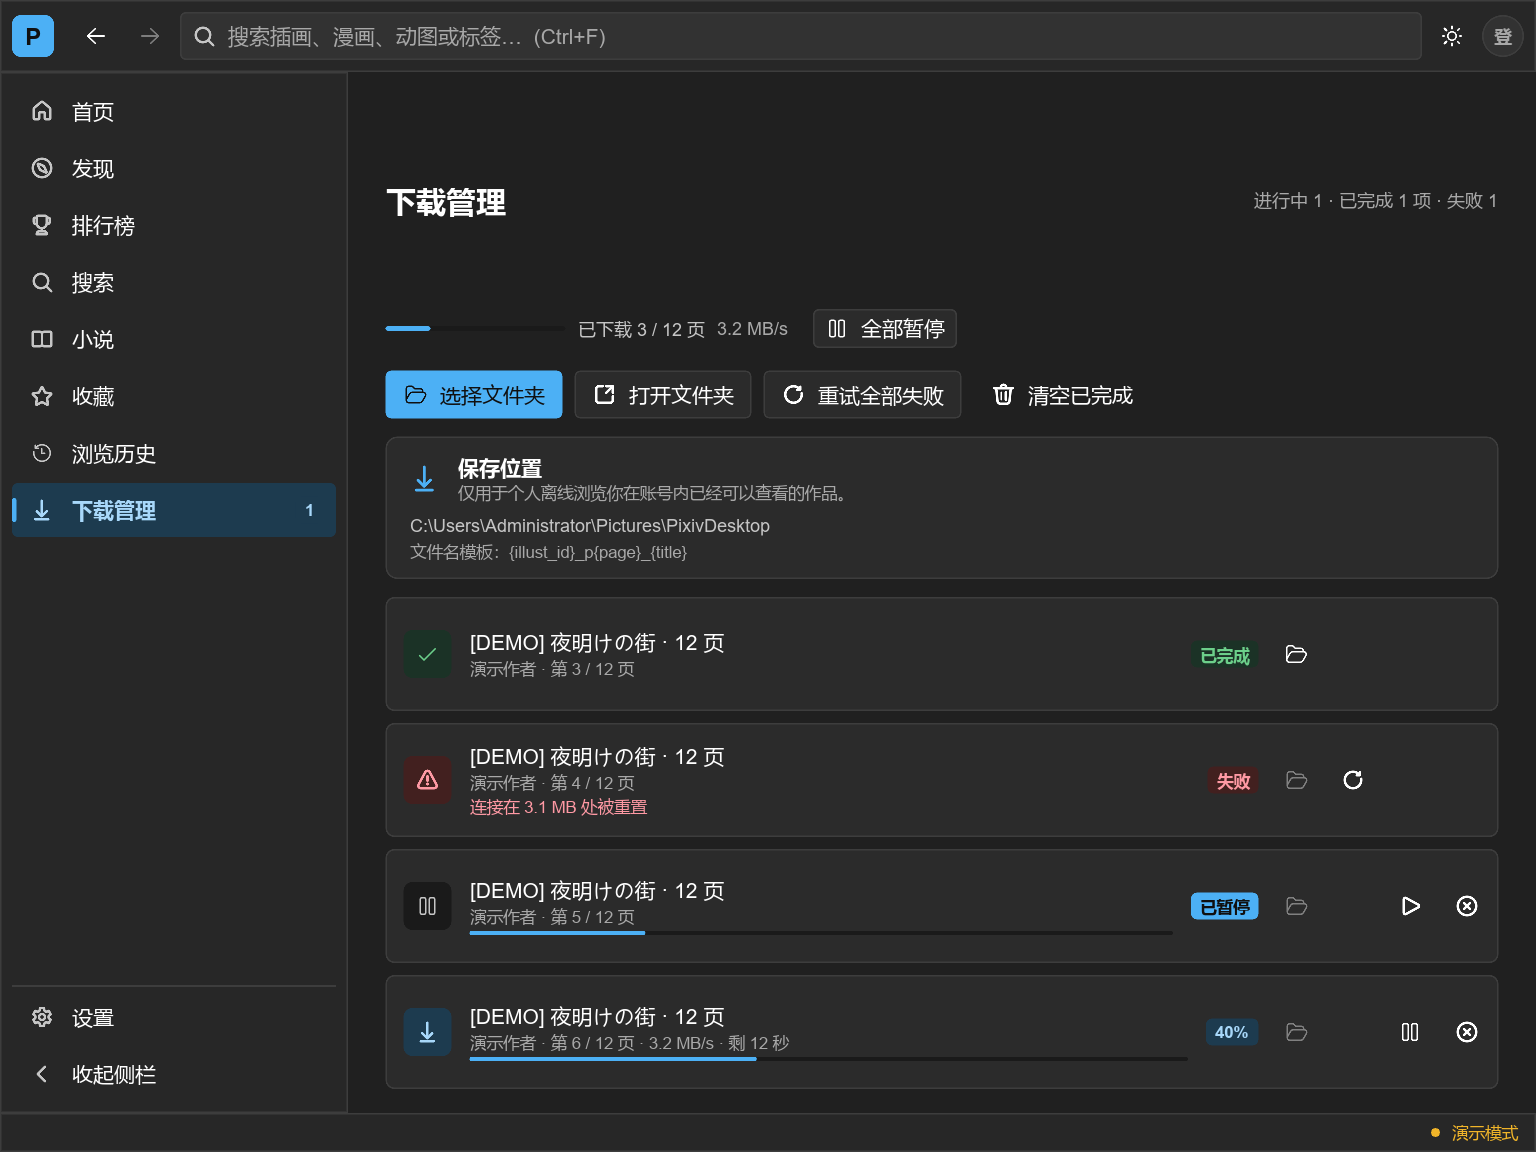 P
搜索插画、漫画、动图或标签… (Ctrl+F)
登
首页
发现
排行榜
搜索
小说
收藏
浏览历史
下载管理 1
设置
收起侧栏
下载管理
进行中 1 · 已完成 1 项 · 失败 1
已下载 3 / 12 页 3.2 MB/s 全部暂停
选择文件夹 打开文件夹 重试全部失败 清空已完成
保存位置
仅用于个人离线浏览你在账号内已经可以查看的作品。
C:\Users\Administrator\Pictures\PixivDesktop
文件名模板：{illust_id}_p{page}_{title}
[DEMO] 夜明けの街 · 12 页
演示作者 · 第 3 / 12 页
已完成
[DEMO] 夜明けの街 · 12 页
演示作者 · 第 4 / 12 页
连接在 3.1 MB 处被重置
失败
[DEMO] 夜明けの街 · 12 页
演示作者 · 第 5 / 12 页
已暂停
[DEMO] 夜明けの街 · 12 页
演示作者 · 第 6 / 12 页 · 3.2 MB/s · 剩 12 秒
40%
演示模式